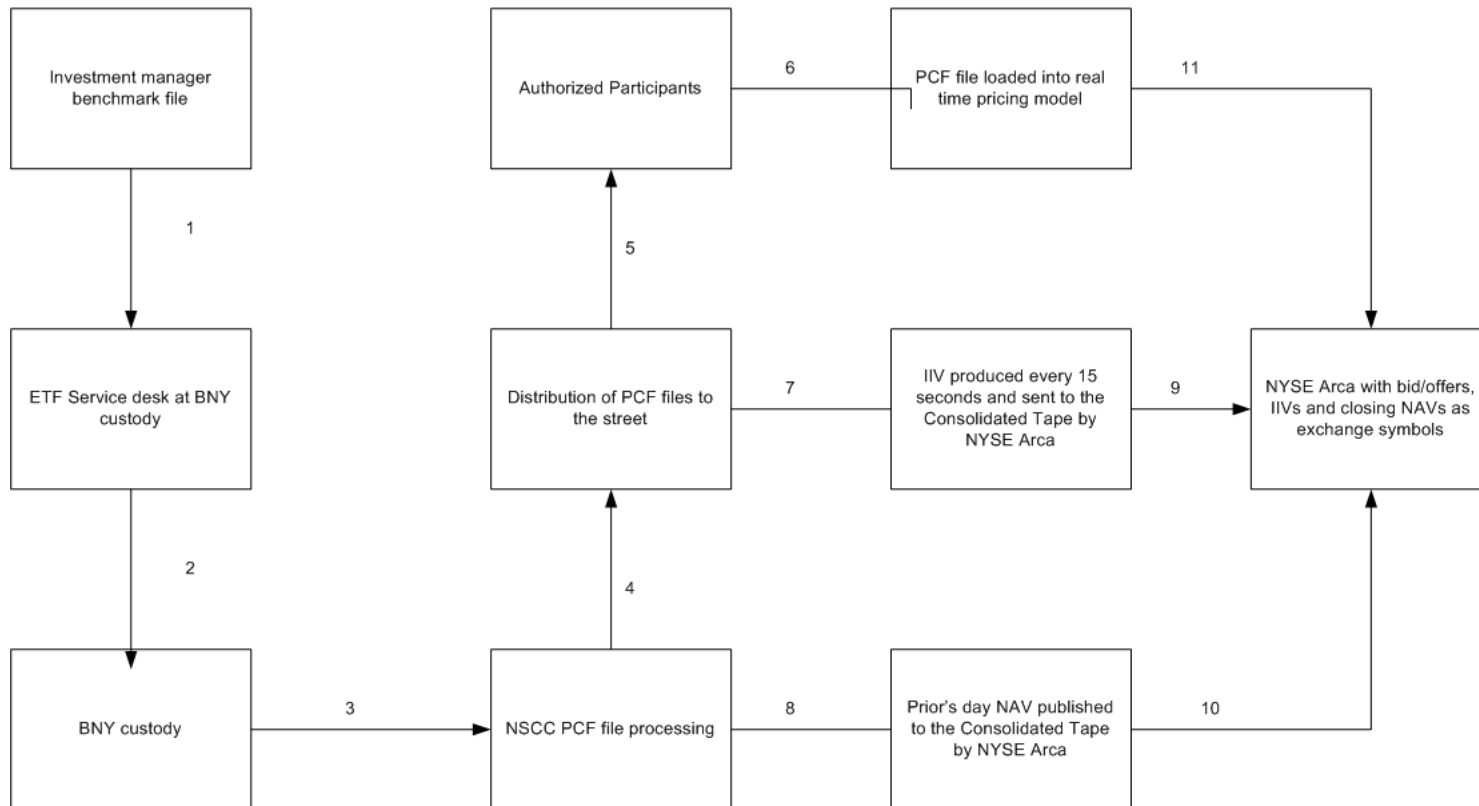 Investment manager
benchmark file
Authorized Participants
6
PCF file loaded into real
time pricing model
11
1
5
ETF Service desk at BNY
custody
Distribution of PCF files to
the street
7
IIV produced every 15
seconds and sent to the
Consolidated Tape by
NYSE Arca
9
NYSE Arca with bid/offers,
IIVs and closing NAVs as
exchange symbols
2
4
BNY custody
3
NSCC PCF file processing
8
Prior's day NAV published
to the Consolidated Tape
by NYSE Arca
10